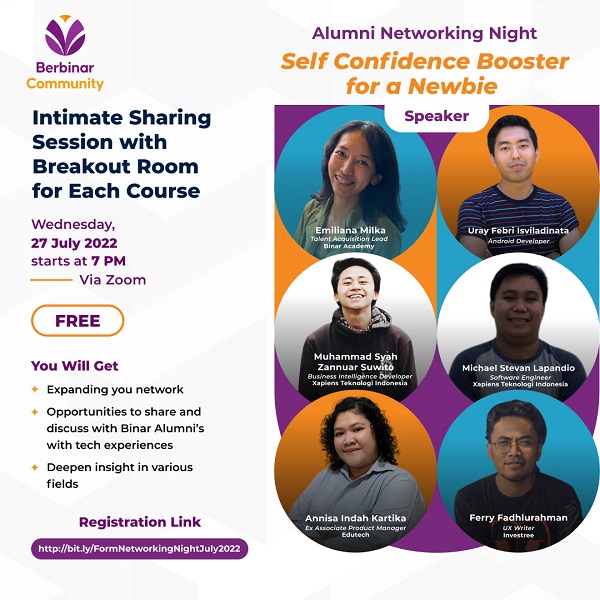 Berbinar
Community
Intimate Sharing
Session with
Breakout Room
for Each Course
Wednesday,
27 July 2022
starts at 7 PM
Via Zoom
FREE
You Will Get
Expanding you network
Opportunities to share and
discuss with Binar Alumni's
with tech experiences
Deepen insight in various
fields
Registration Link
http://bit.ly/FormNetworkingNightJuly2022
Alumni Networking Night
Self Confidence Booster
for a Newbie
Speaker
Emiliana Milka
Talent Acquisition Lead
Binar Academy
Uray Febri Isviladinata
Android Developer
Muhammad Syah
Zannuar Suwito
Business Intelligence Developer
Xapiens Teknologi Indonesia
Michael Stevan Lapandio
Software Engineer
Xapiens Teknologi Indonesia
Annisa Indah Kartika
Ex Associate Product Manager
Edutech
Ferry Fadhlurahman
UX Writer
Investree